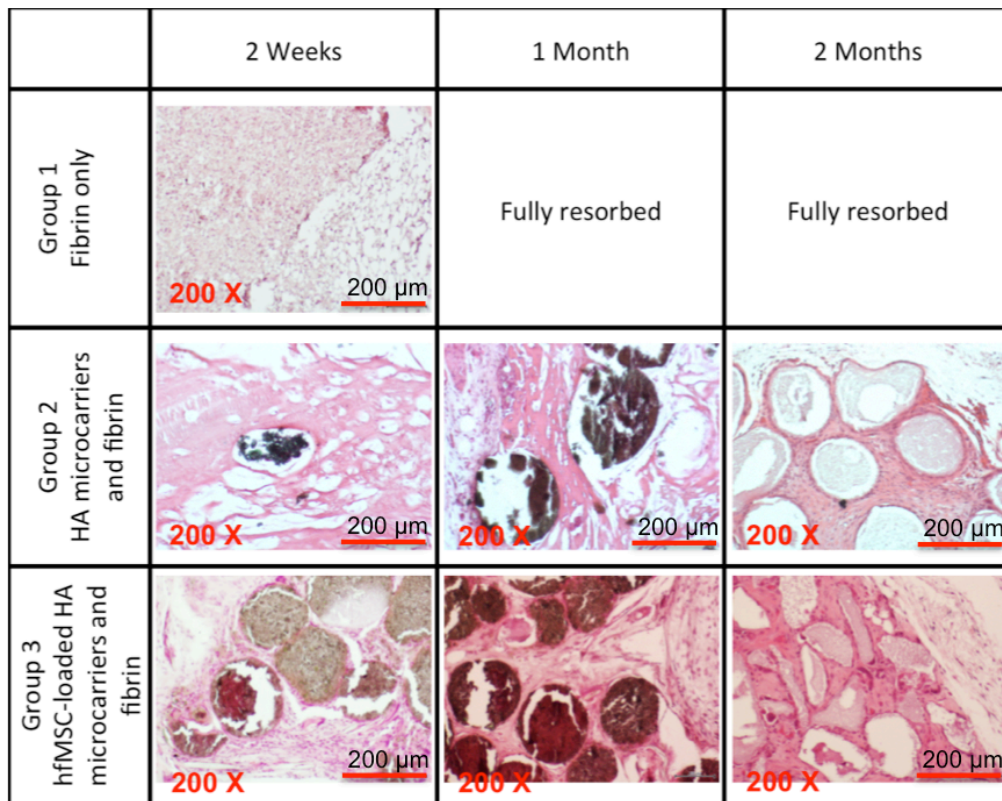 2 Weeks
1 Month
2 Months
Group 1
Fibrin only
200 X
200 µm
Fully resorbed
Fully resorbed
Group 2
HA microcarriers
and fibrin
200 X
200 µm
200 X
200 µm
200 X
200 µm
Group 3
hfMSC-loaded HA
microcarriers and
fibrin
200 X
200 µm
200 X
200 µm
200 X
200 µm